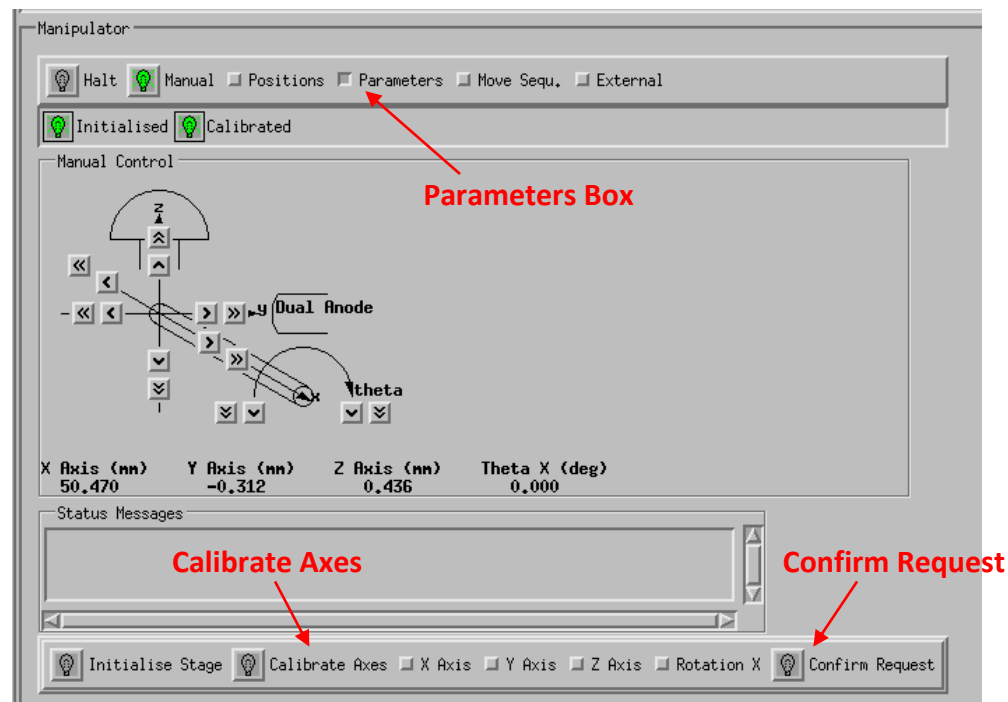 Manipulator
Halt Manual Positions Parameters Move Sequ. External
Initialised Calibrated
Manual Control
Parameters Box
z
y Dual Anode
theta
x
X Axis (mm) Y Axis (mm) Z Axis (mm) Theta X (deg)
50.470 -0.312 0.436 0.000
Status Messages
Calibrate Axes
Confirm Request
Initialise Stage Calibrate Axes X Axis Y Axis Z Axis Rotation X Confirm Request